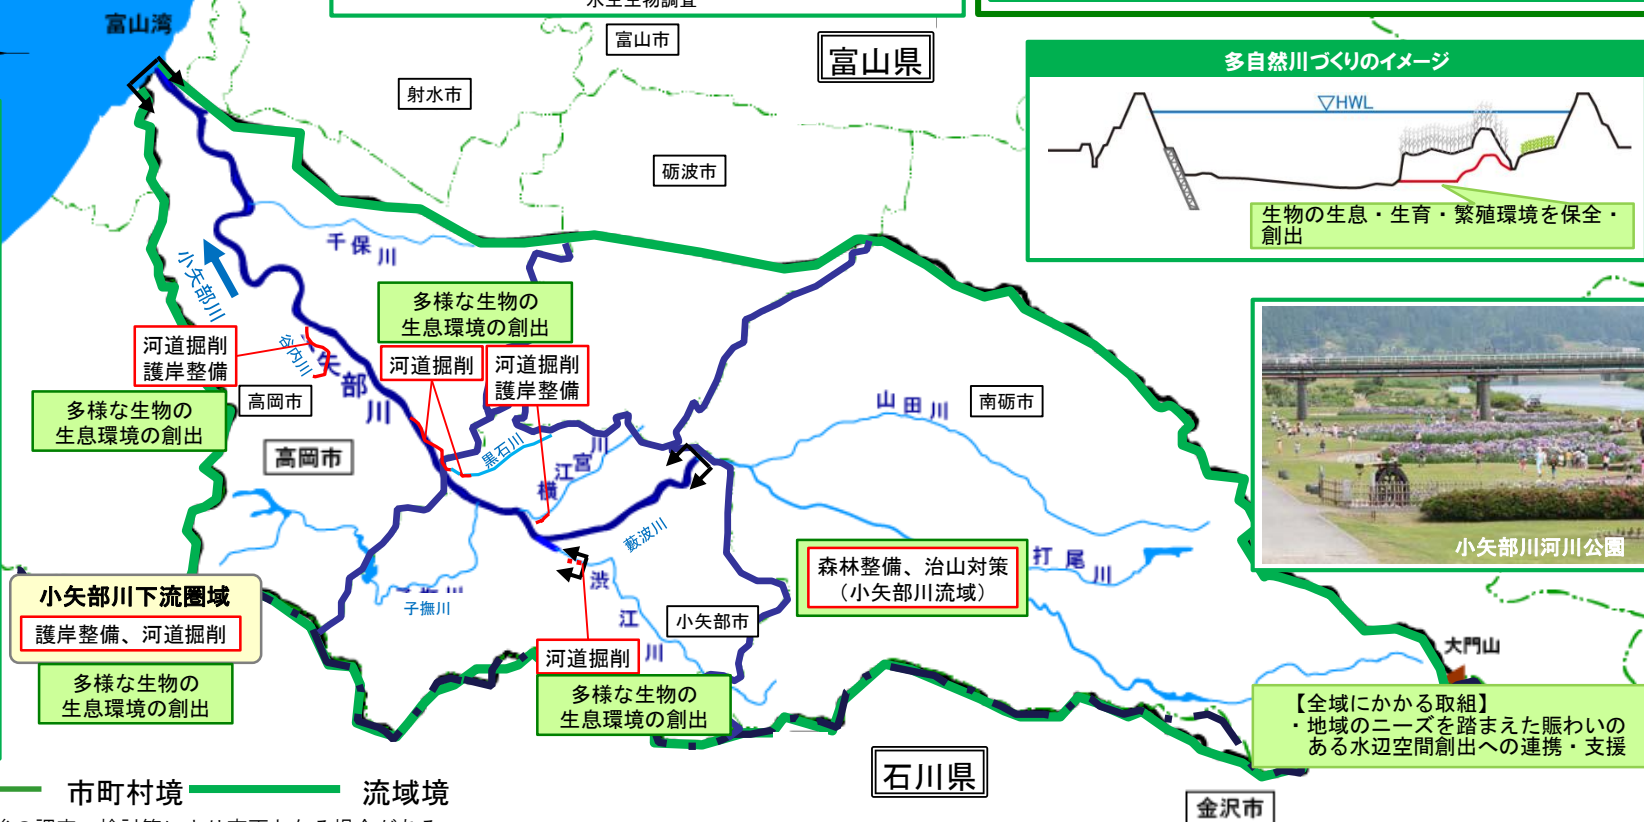 水生生物調査
富山湾
富山市
富山県
射水市
砺波市
多自然川づくりのイメージ
▽HWL
生物の生息・生育・繁殖環境を保全・
創出
千保川
小矢部川
多様な生物の
生息環境の創出
河道掘削
護岸整備
谷内川
矢部川
河道掘削
河道掘削
護岸整備
高岡市
多様な生物の
生息環境の創出
高岡市
黒石川
横江宮川
山田川
南砺市
小矢部川河川公園
藪波川
打尾川
森林整備、治山対策
（小矢部川流域）
小矢部川下流圏域
護岸整備、河道掘削
多様な生物の
生息環境の創出
子撫川
渋江川
小矢部市
河道掘削
多様な生物の
生息環境の創出
大門山
【全域にかかる取組】
・地域のニーズを踏まえた賑わいの
ある水辺空間創出への連携・支援
石川県
金沢市
市町村境
流域境